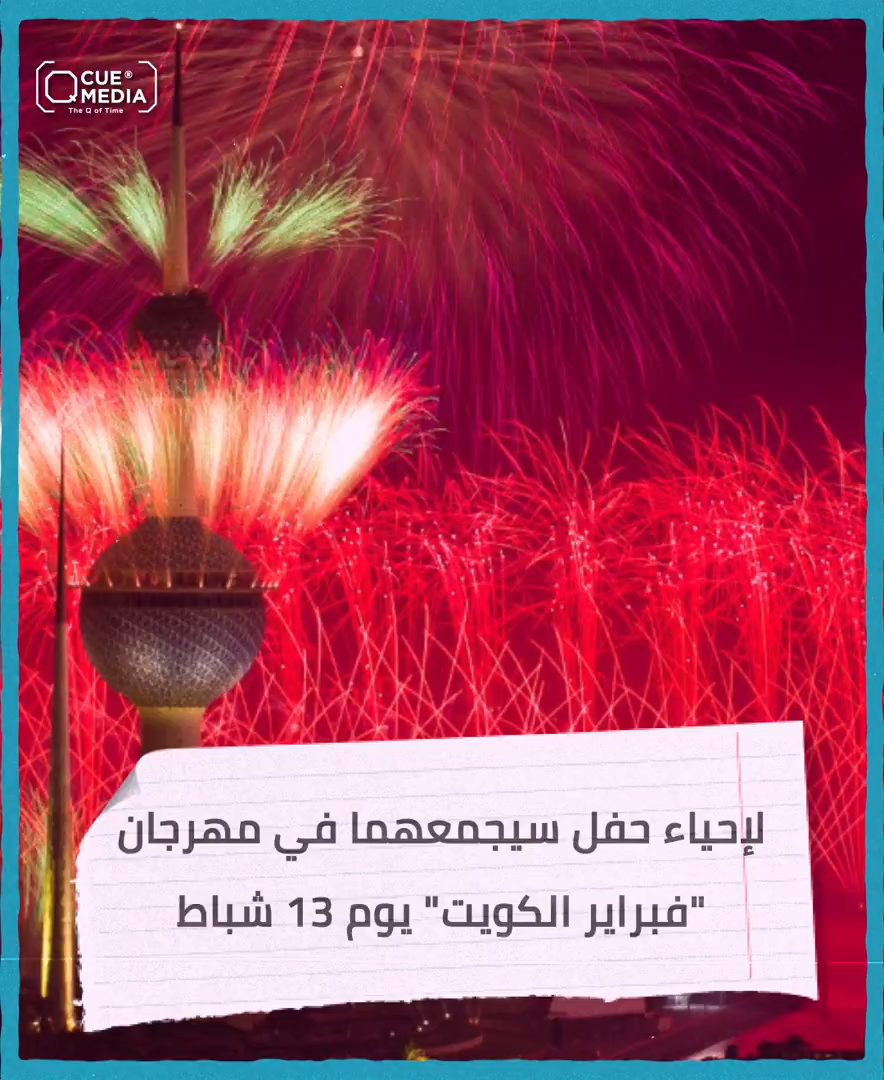 CUE®
MEDIA
The Q of Time
لإحياء حفل سيجمعهما في مهرجان
"فبراير الكويت" يوم 13 شباط